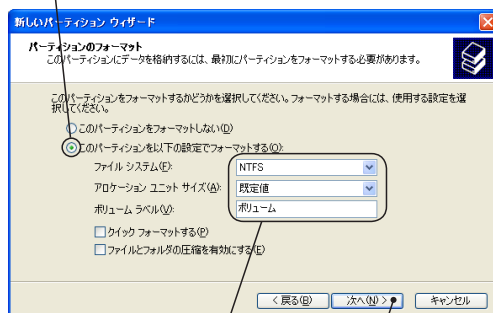 新しいパーティション ウィザード
パーティションのフォーマット
このパーティションにデータを格納するには、最初にパーティションをフォーマットする必要があります。
このパーティションをフォーマットするかどうかを選択してください。フォーマットする場合には、使用する設定を選
択してください。
このパーティションをフォーマットしない(D)
このパーティションを以下の設定でフォーマットする(O):
ファイル システム(F): NTFS
アロケーション ユニット サイズ(A): 既定値
ボリューム ラベル(V): ボリューム
クイック フォーマットする(P)
ファイルとフォルダの圧縮を有効にする(E)
< 戻る(B) 次へ(N) > キャンセル